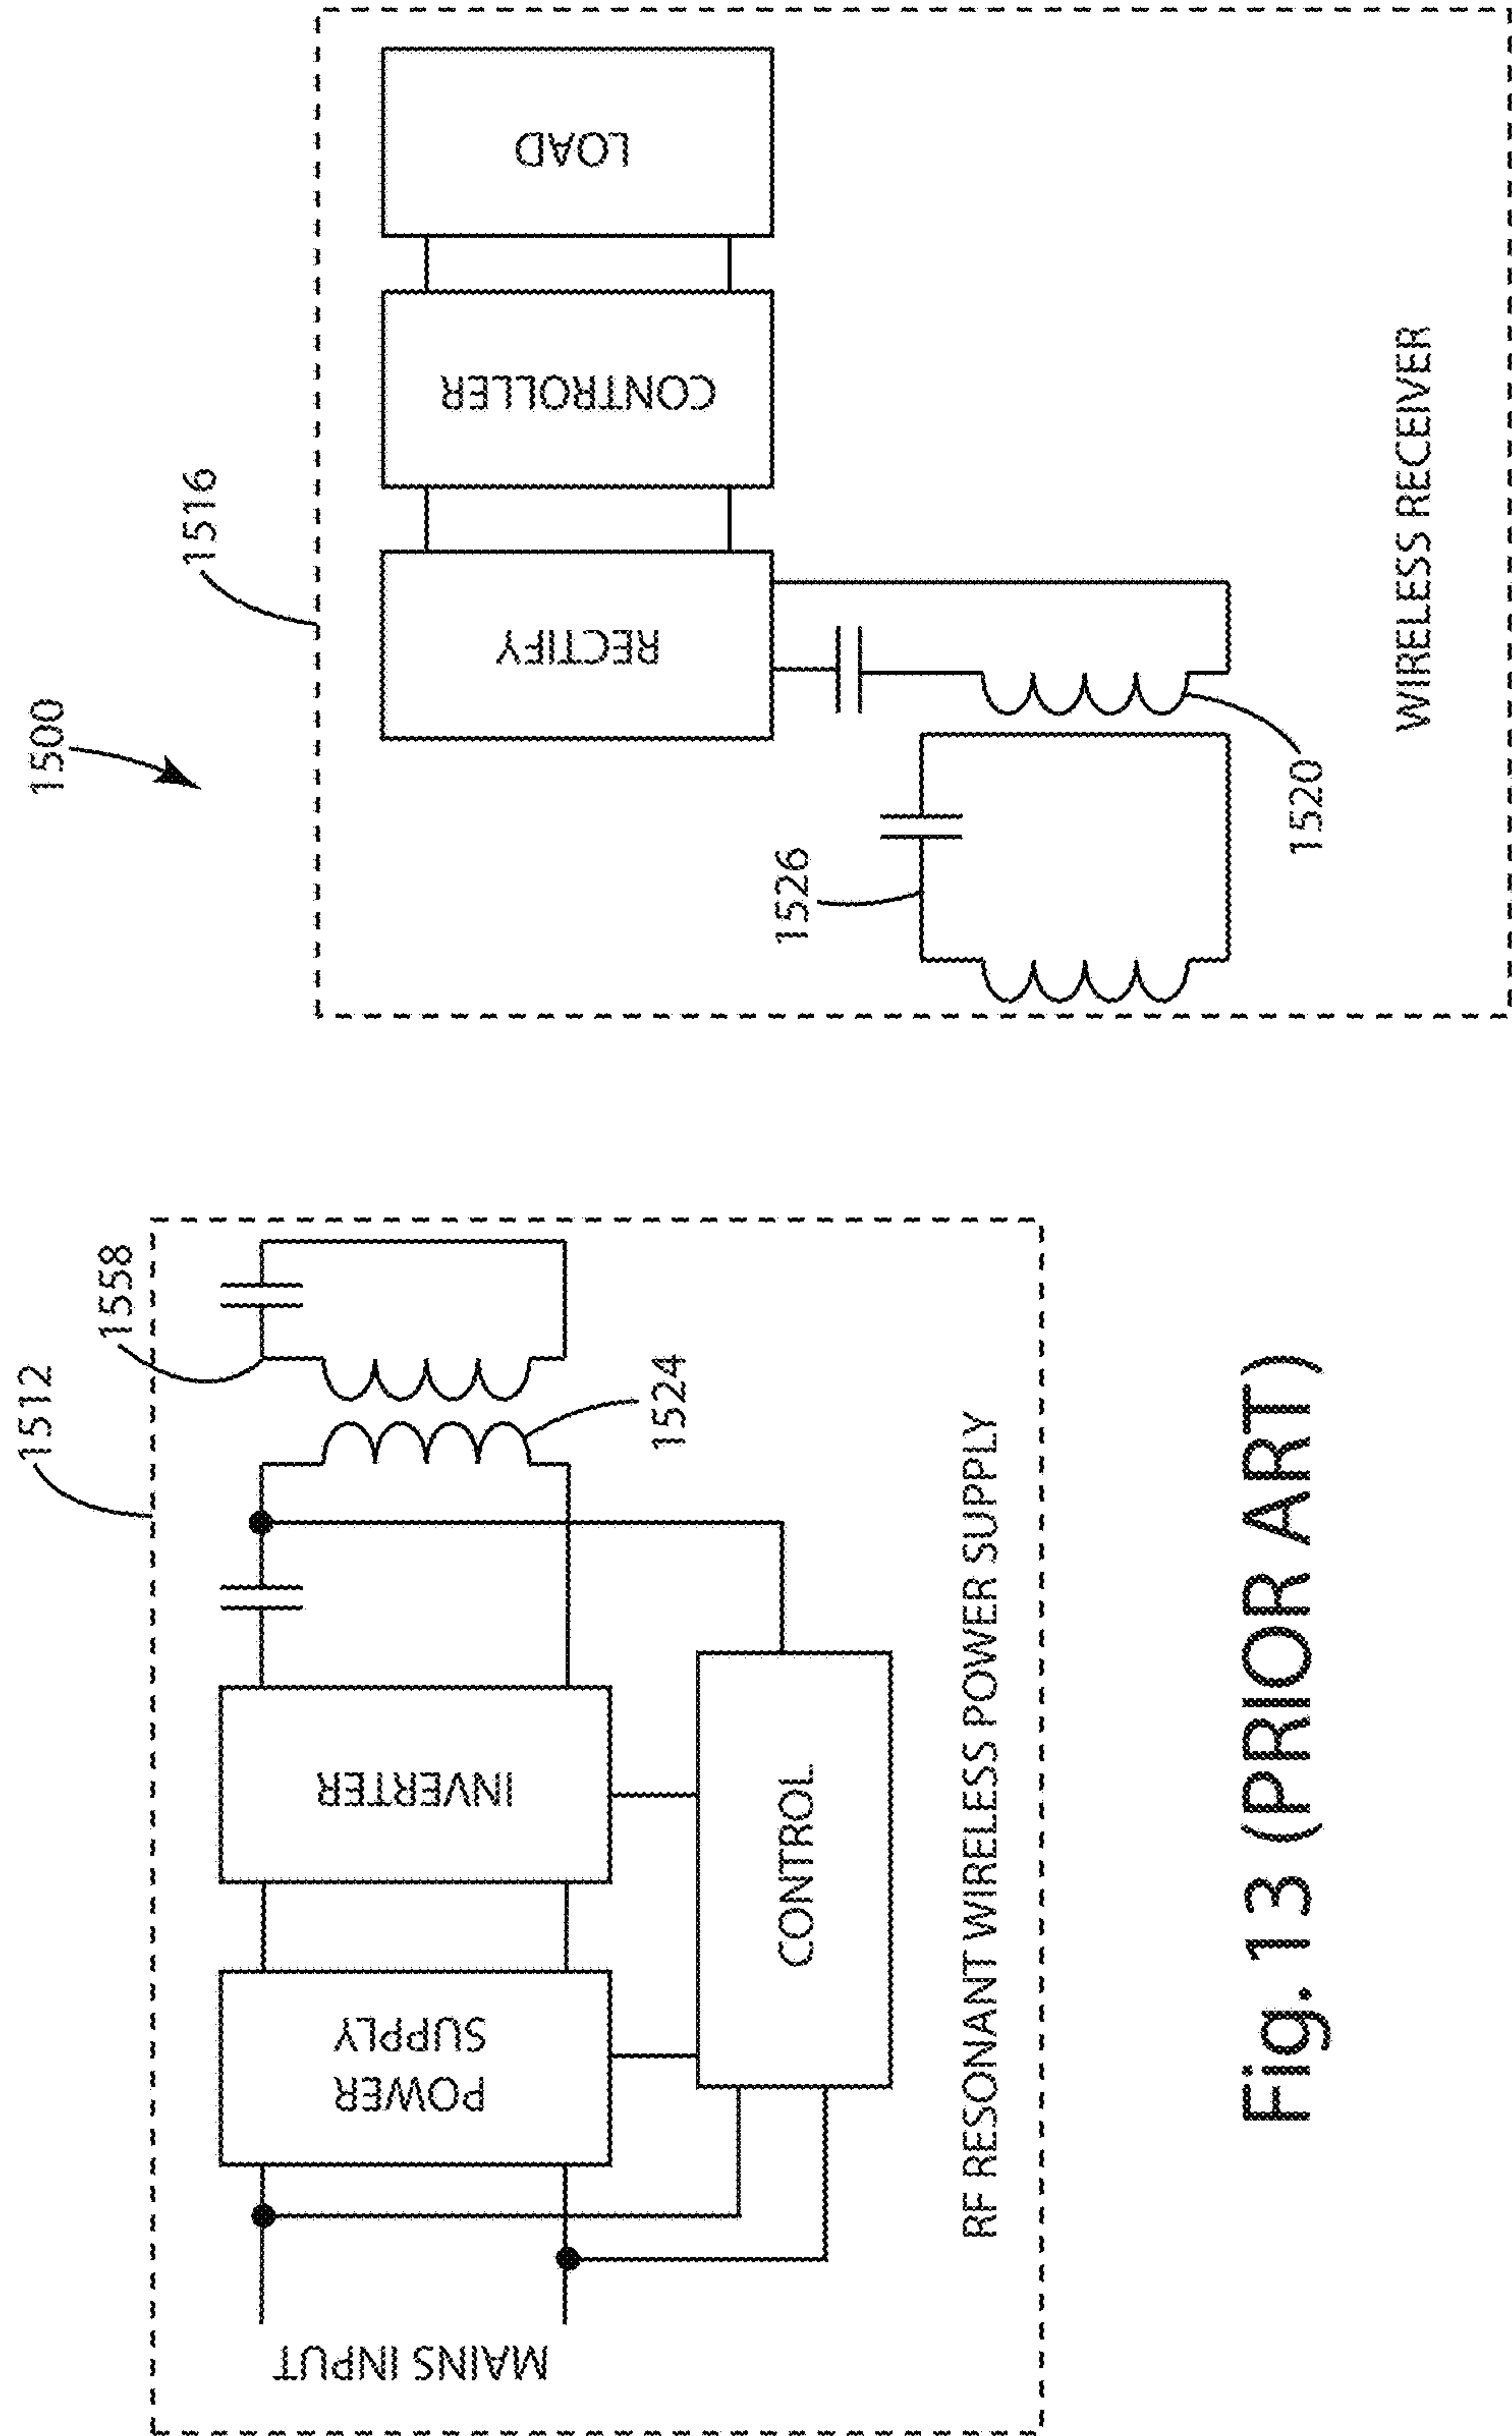 1500
1512
1558
1516
MAINS INPUT
POWER
SUPPLY
INVERTER
1524
CONTROL
RF RESONANT WIRELESS POWER SUPPLY
RECTIFY
CONTROLLER
LOAD
1526
1520
WIRELESS RECEIVER
Fig. 13 (PRIOR ART)